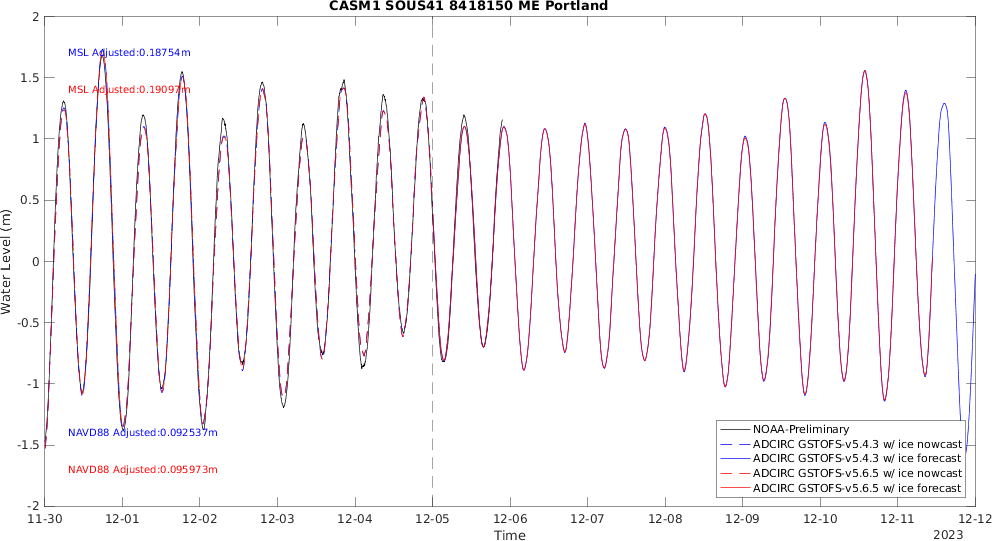 CASM1 SOUS41 8418150 ME Portland
2
1.5
1
0.5
0
-0.5
-1
-1.5
-2
Water Level (m)
MSL Adjusted:0.18754m
MSL Adjusted:0.19097m
NAVD88 Adjusted:0.092537m
NAVD88 Adjusted:0.095973m
NOAA-Preliminary
ADCIRC GSTOFS-v5.4.3 w/ ice nowcast
ADCIRC GSTOFS-v5.4.3 w/ ice forecast
ADCIRC GSTOFS-v5.6.5 w/ ice nowcast
ADCIRC GSTOFS-v5.6.5 w/ ice forecast
11-30 12-01 12-02 12-03 12-04 12-05 12-06 12-07 12-08 12-09 12-10 12-11 12-12
Time
2023